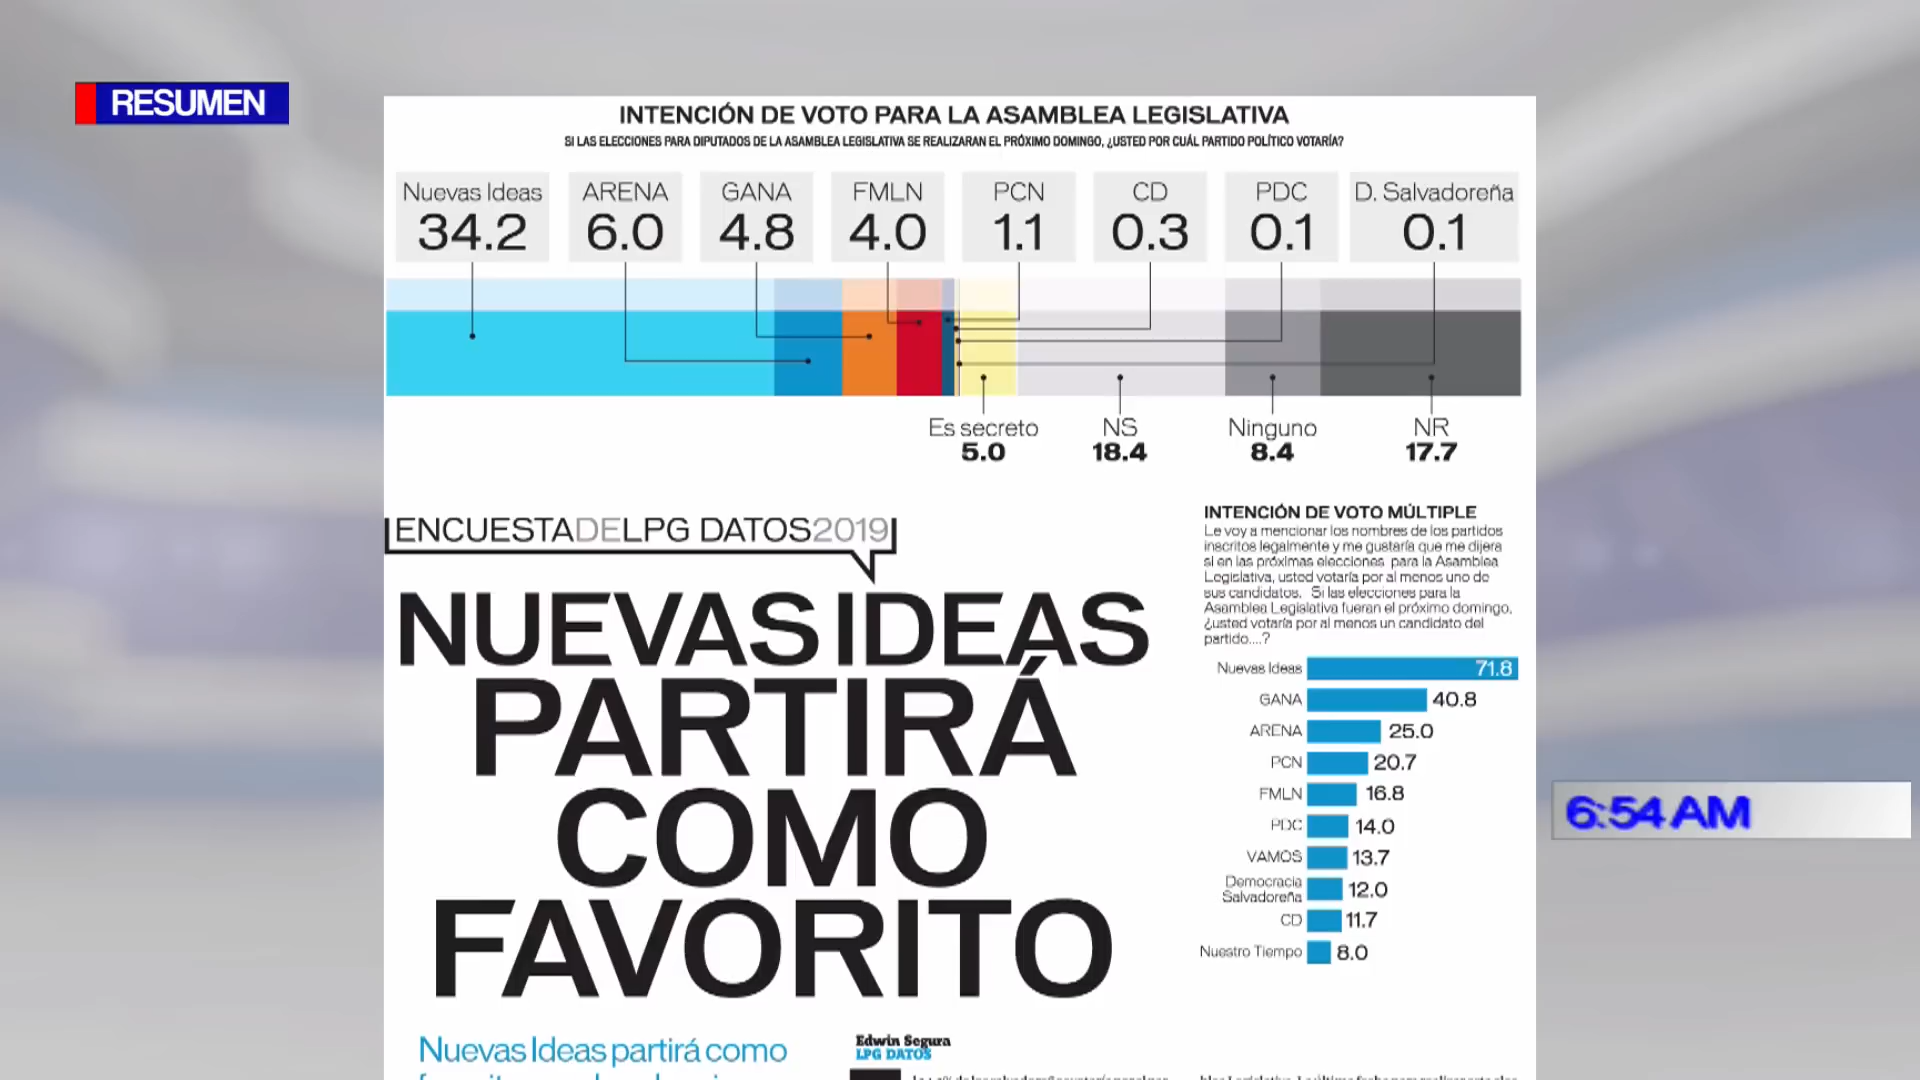 RESUMEN
INTENCIÓN DE VOTO PARA LA ASAMBLEA LEGISLATIVA
SI LAS ELECCIONES PARA DIPUTADOS DE LA ASAMBLEA LEGISLATIVA SE REALIZARAN EL PRÓXIMO DOMINGO, ¿USTED POR CUÁL PARTIDO POLÍTICO VOTARÍA?
Nuevas Ideas ARENA GANA FMLN PCN CD PDC D. Salvadoreña
34.2 6.0 4.8 4.0 1.1 0.3 0.1 0.1
Es secreto NS Ninguno NR
5.0 18.4 8.4 17.7
ENCUESTADELPG DATOS2019
NUEVAS IDEAS
PARTIRÁ
COMO
FAVORITO
Nuevas Ideas partirá como
Edwin Segura
LPG DATOS
INTENCIÓN DE VOTO MÚLTIPLE
Le voy a mencionar los nombres de los partidos
inscritos legalmente y me gustaría que me dijera
si en las próximas elecciones para la Asamblea
Legislativa, usted votaría por al menos uno de
sus candidatos. Si las elecciones para la
Asamblea Legislativa fueran el próximo domingo,
¿usted votaría por al menos un candidato del
partido....?
Nuevas Ideas 71.8
GANA 40.8
ARENA 25.0
PCN 20.7
FMLN 16.8
PDC 14.0
VAMOS 13.7
Democracia
Salvadoreña 12.0
CD 11.7
Nuestro Tiempo 8.0
6:54 AM